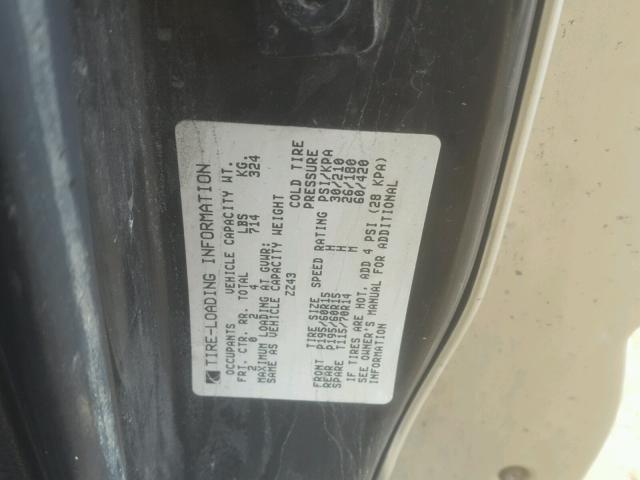 TIRE-LOADING INFORMATION
OCCUPANTS VEHICLE CAPACITY WT.
FRT. CTR. RR. TOTAL LBS KG.
2 0 2 4 714 324
MAXIMUM LOADING AT GVWR:
SAME AS VEHICLE CAPACITY WEIGHT
ZZ43
COLD TIRE
PRESSURE
TIRE SIZE SPEED RATING PSI/KPA
FRONT P195/60R15 H 30/210
REAR P195/60R15 H 26/180
SPARE T115/70R14 M 60/420
IF TIRES ARE HOT, ADD 4 PSI (28 KPA)
SEE OWNER'S MANUAL FOR ADDITIONAL
INFORMATION